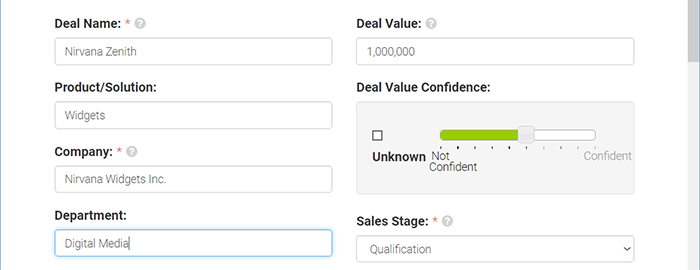 Deal Name: * ?
Nirvana Zenith
Product/Solution:
Widgets
Company: * ?
Nirvana Widgets Inc.
Department:
Digital Media
Deal Value: ?
1,000,000
Deal Value Confidence:
Unknown
Not
Confident
Confident
Sales Stage: * ?
Qualification